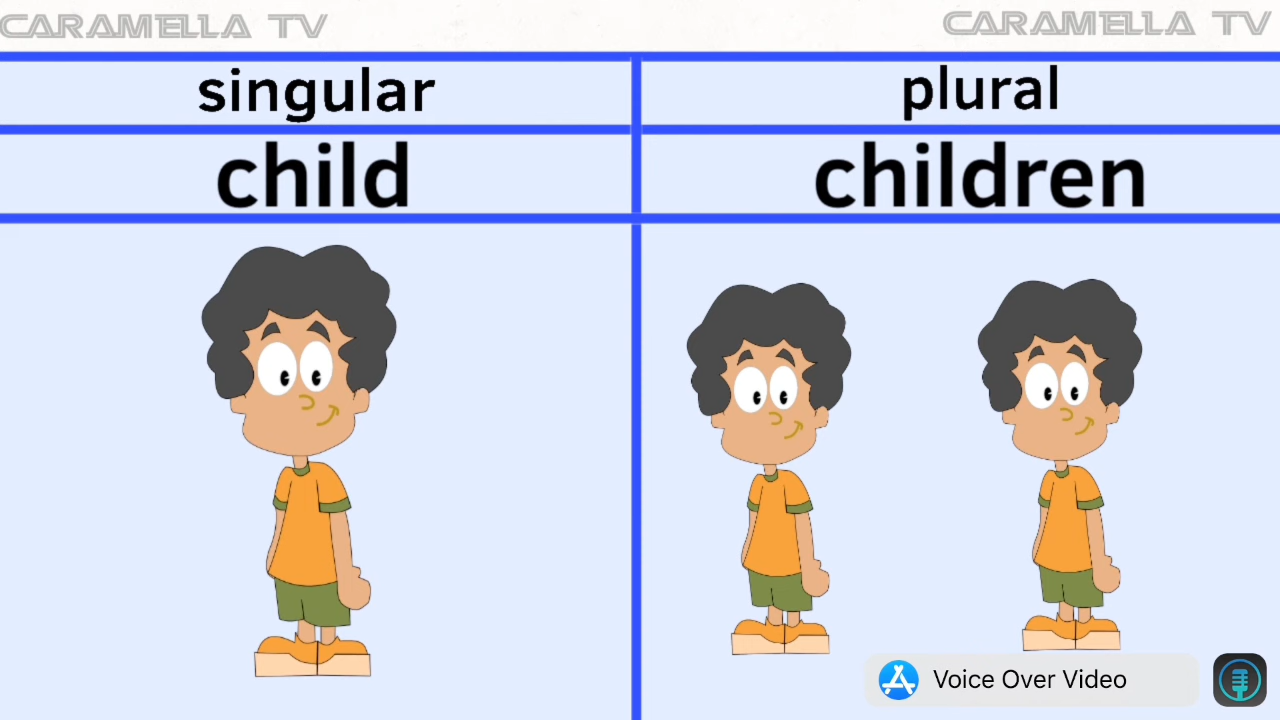 CARAMELLA TV CARAMELLA TV
singular plural
child children
Voice Over Video